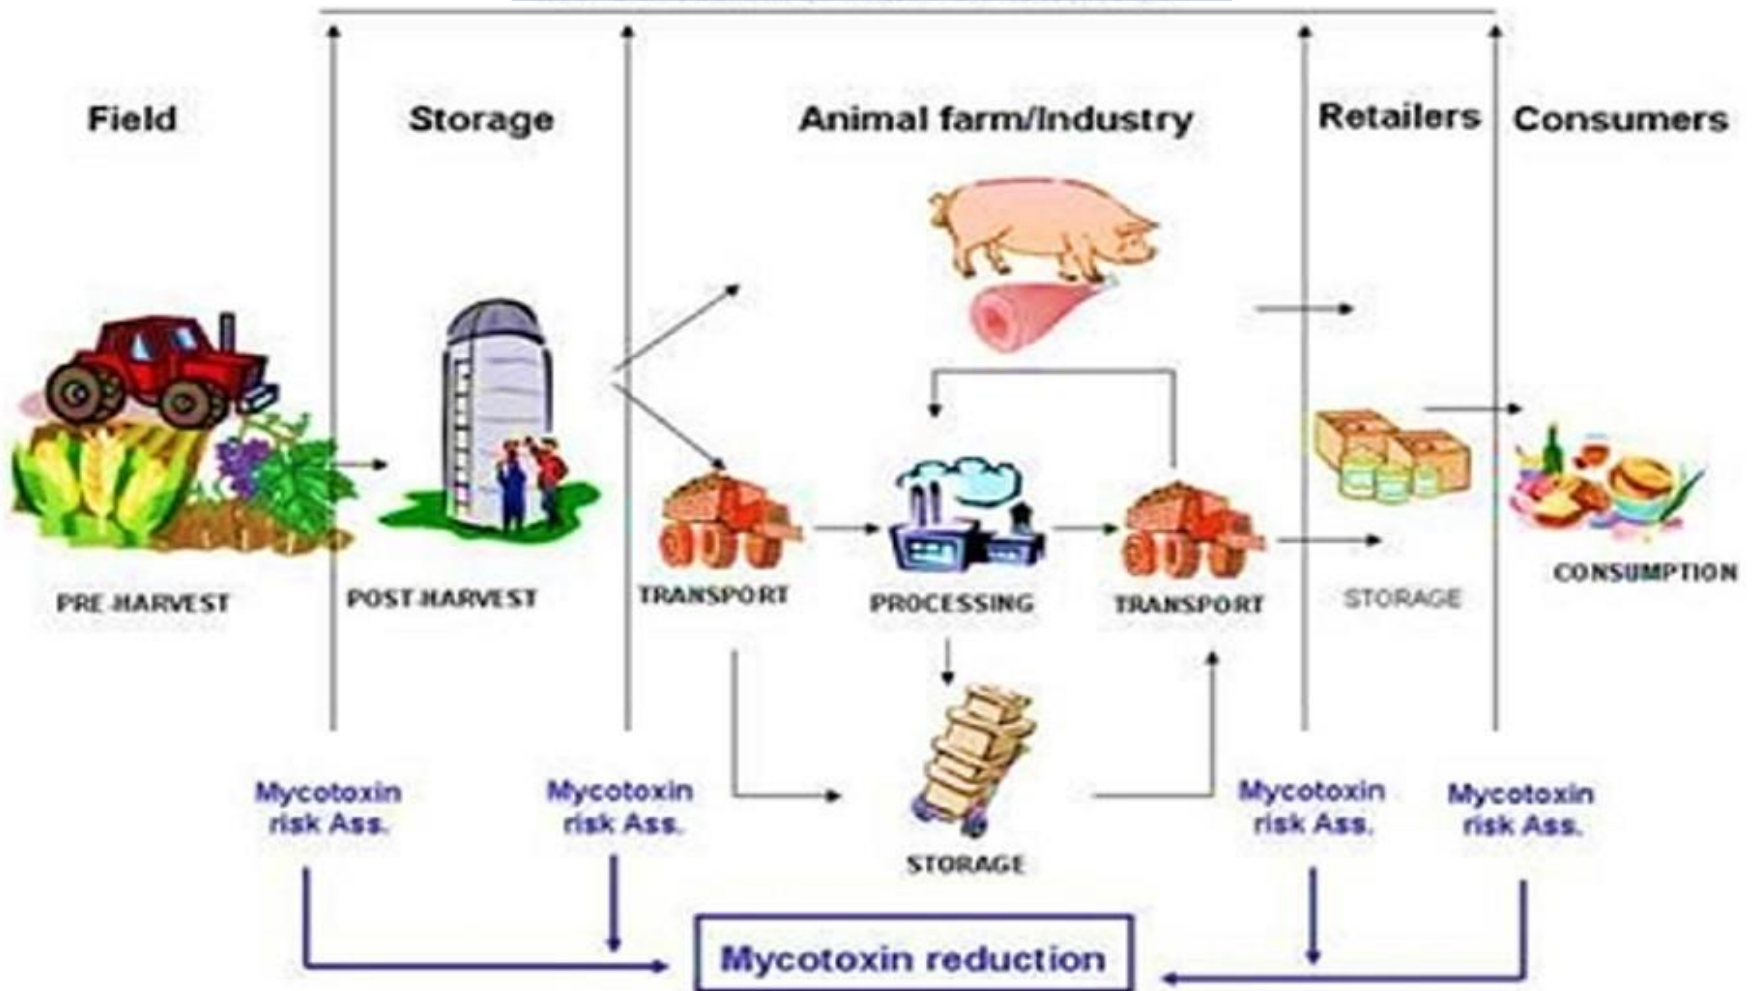 Field
Storage
Animal farm/Industry
Retailers
Consumers
PRE-HARVEST
POST-HARVEST
TRANSPORT
PROCESSING
TRANSPORT
STORAGE
CONSUMPTION
STORAGE
Mycotoxin
risk Ass.
Mycotoxin
risk Ass.
Mycotoxin
risk Ass.
Mycotoxin
risk Ass.
Mycotoxin reduction